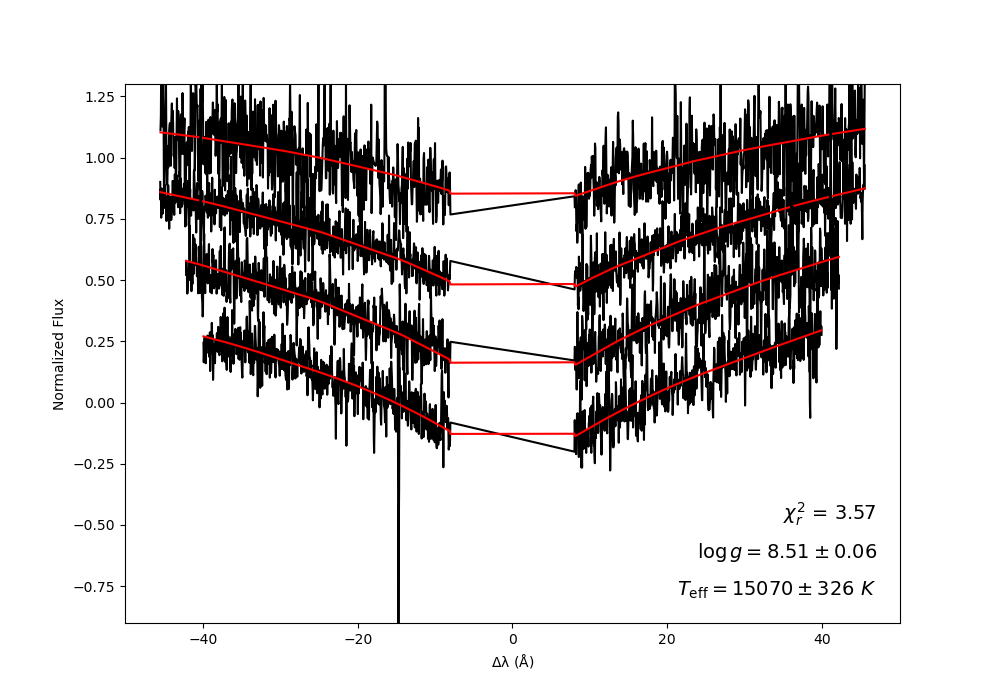 1.25
1.00
0.75
0.50
0.25
0.00
−0.25
−0.50
−0.75
Normalized Flux
χ²ᵣ = 3.57
log g = 8.51 ± 0.06
T_eff = 15070 ± 326 K
−40 −20 0 20 40
Δλ (Å)